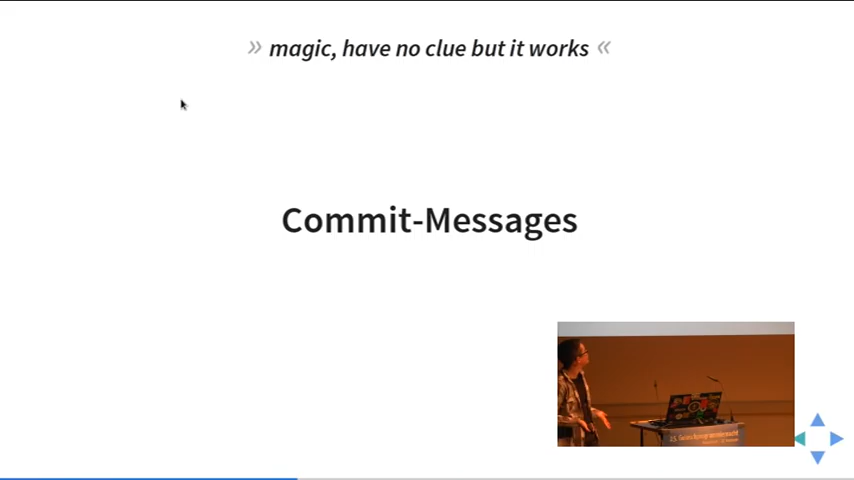 » magic, have no clue but it works «
Commit-Messages